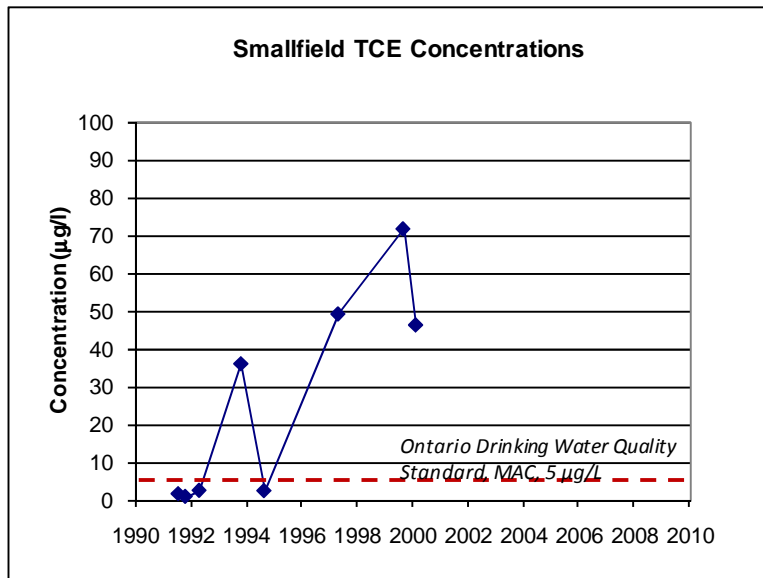 Smallfield TCE Concentrations
100
90
80
70
60
50
40
30
20
10
0
Concentration (µg/l)
Ontario Drinking Water Quality
Standard, MAC, 5 µg/L
1990 1992 1994 1996 1998 2000 2002 2004 2006 2008 2010